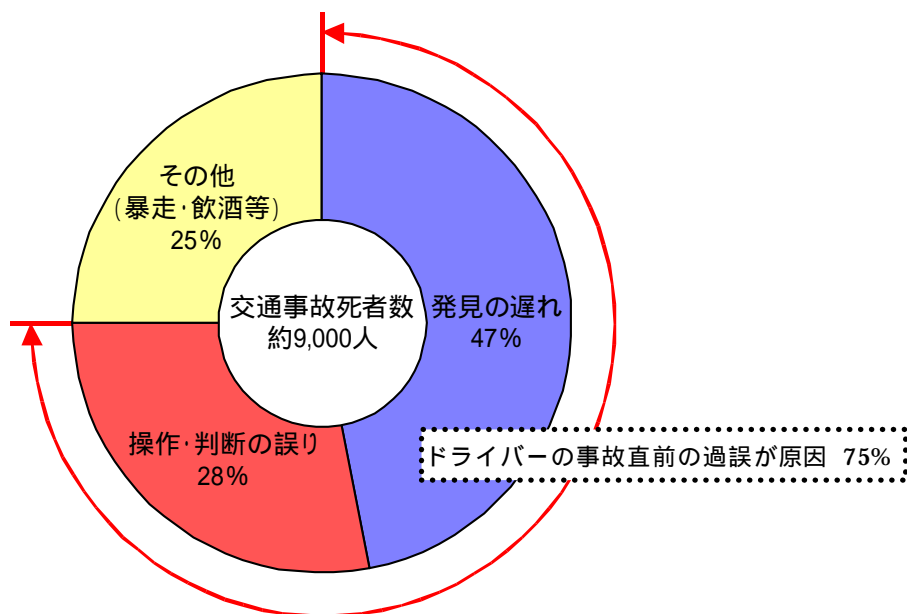 その他
(暴走・飲酒等)
25%
交通事故死者数
約9,000人
発見の遅れ
47%
操作・判断の誤り
28%
ドライバーの事故直前の過誤が原因 75%